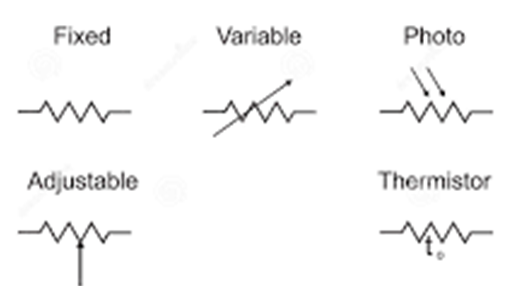 Fixed
Variable
Photo
Adjustable
Thermistor
t°